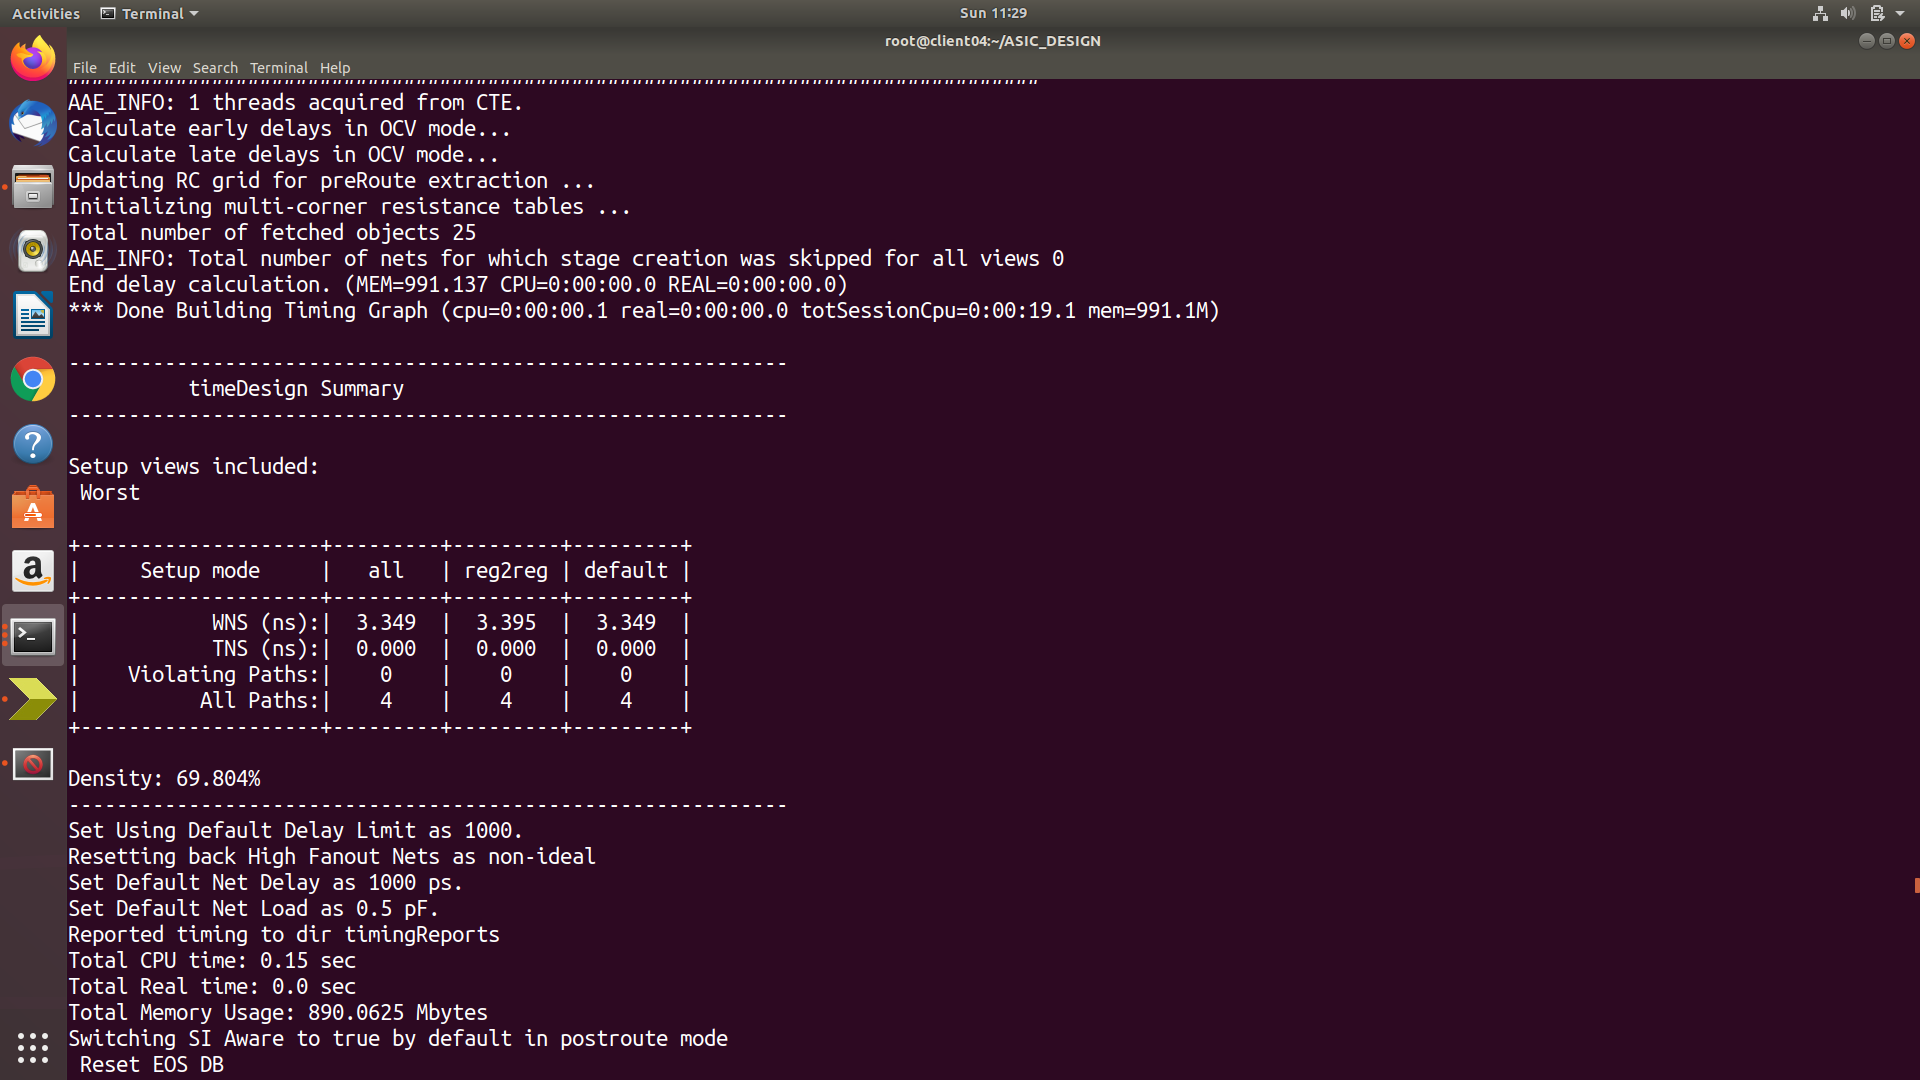 Activities Terminal Sun 11:29
root@client04:~/ASIC_DESIGN
File Edit View Search Terminal Help
AAE_INFO: 1 threads acquired from CTE.
Calculate early delays in OCV mode...
Calculate late delays in OCV mode...
Updating RC grid for preRoute extraction ...
Initializing multi-corner resistance tables ...
Total number of fetched objects 25
AAE_INFO: Total number of nets for which stage creation was skipped for all views 0
End delay calculation. (MEM=991.137 CPU=0:00:00.0 REAL=0:00:00.0)
*** Done Building Timing Graph (cpu=0:00:00.1 real=0:00:00.0 totSessionCpu=0:00:19.1 mem=991.1M)
------------------------------------------------------------
timeDesign Summary
------------------------------------------------------------
Setup views included:
Worst
+--------------------+---------+---------+---------+
|     Setup mode     |   all   | reg2reg | default |
+--------------------+---------+---------+---------+
|           WNS (ns):|  3.349  |  3.395  |  3.349  |
|           TNS (ns):|  0.000  |  0.000  |  0.000  |
|    Violating Paths:|    0    |    0    |    0    |
|          All Paths:|    4    |    4    |    4    |
+--------------------+---------+---------+---------+
Density: 69.804%
------------------------------------------------------------
Set Using Default Delay Limit as 1000.
Resetting back High Fanout Nets as non-ideal
Set Default Net Delay as 1000 ps.
Set Default Net Load as 0.5 pF.
Reported timing to dir timingReports
Total CPU time: 0.15 sec
Total Real time: 0.0 sec
Total Memory Usage: 890.0625 Mbytes
Switching SI Aware to true by default in postroute mode
Reset EOS DB